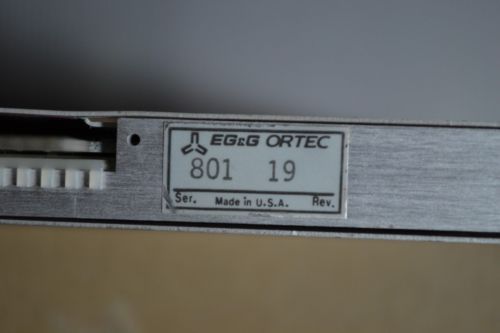 EG&G ORTEC
801 19
Ser. Made in U.S.A. Rev.